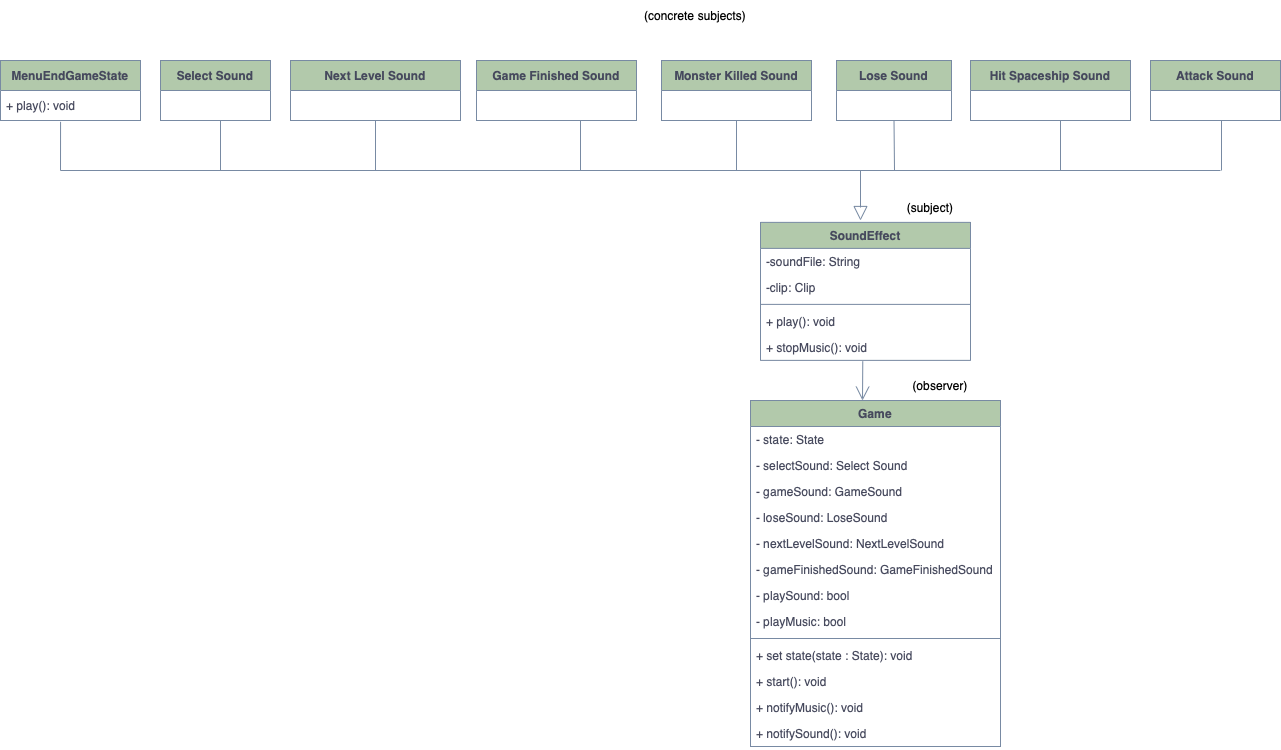 (concrete subjects)
MenuEndGameState
+ play(): void
Select Sound
Next Level Sound
Game Finished Sound
Monster Killed Sound
Lose Sound
Hit Spaceship Sound
Attack Sound
(subject)
SoundEffect
-soundFile: String
-clip: Clip
+ play(): void
+ stopMusic(): void
(observer)
Game
- state: State
- selectSound: Select Sound
- gameSound: GameSound
- loseSound: LoseSound
- nextLevelSound: NextLevelSound
- gameFinishedSound: GameFinishedSound
- playSound: bool
- playMusic: bool
+ set state(state : State): void
+ start(): void
+ notifyMusic(): void
+ notifySound(): void